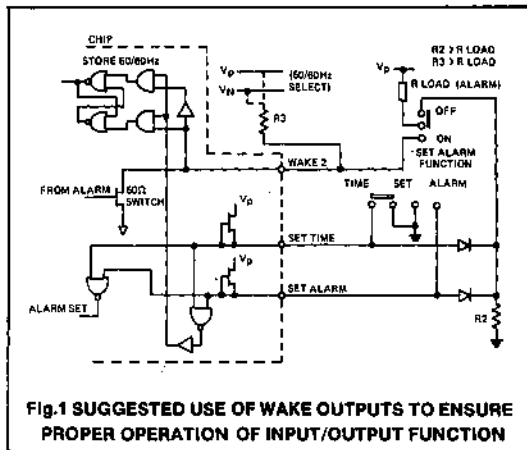 CHIP
STORE 50/60Hz
Vp
VN
(50/60Hz
SELECT)
R3
R2 > R LOAD
R3 > R LOAD
Vp
R LOAD (ALARM)
OFF
ON
SET ALARM
FUNCTION
WAKE 2
FROM ALARM
60Ω
SWITCH
TIME SET ALARM
Vp
SET TIME
Vp
SET ALARM
ALARM SET
R2
Fig.1 SUGGESTED USE OF WAKE OUTPUTS TO ENSURE
PROPER OPERATION OF INPUT/OUTPUT FUNCTION